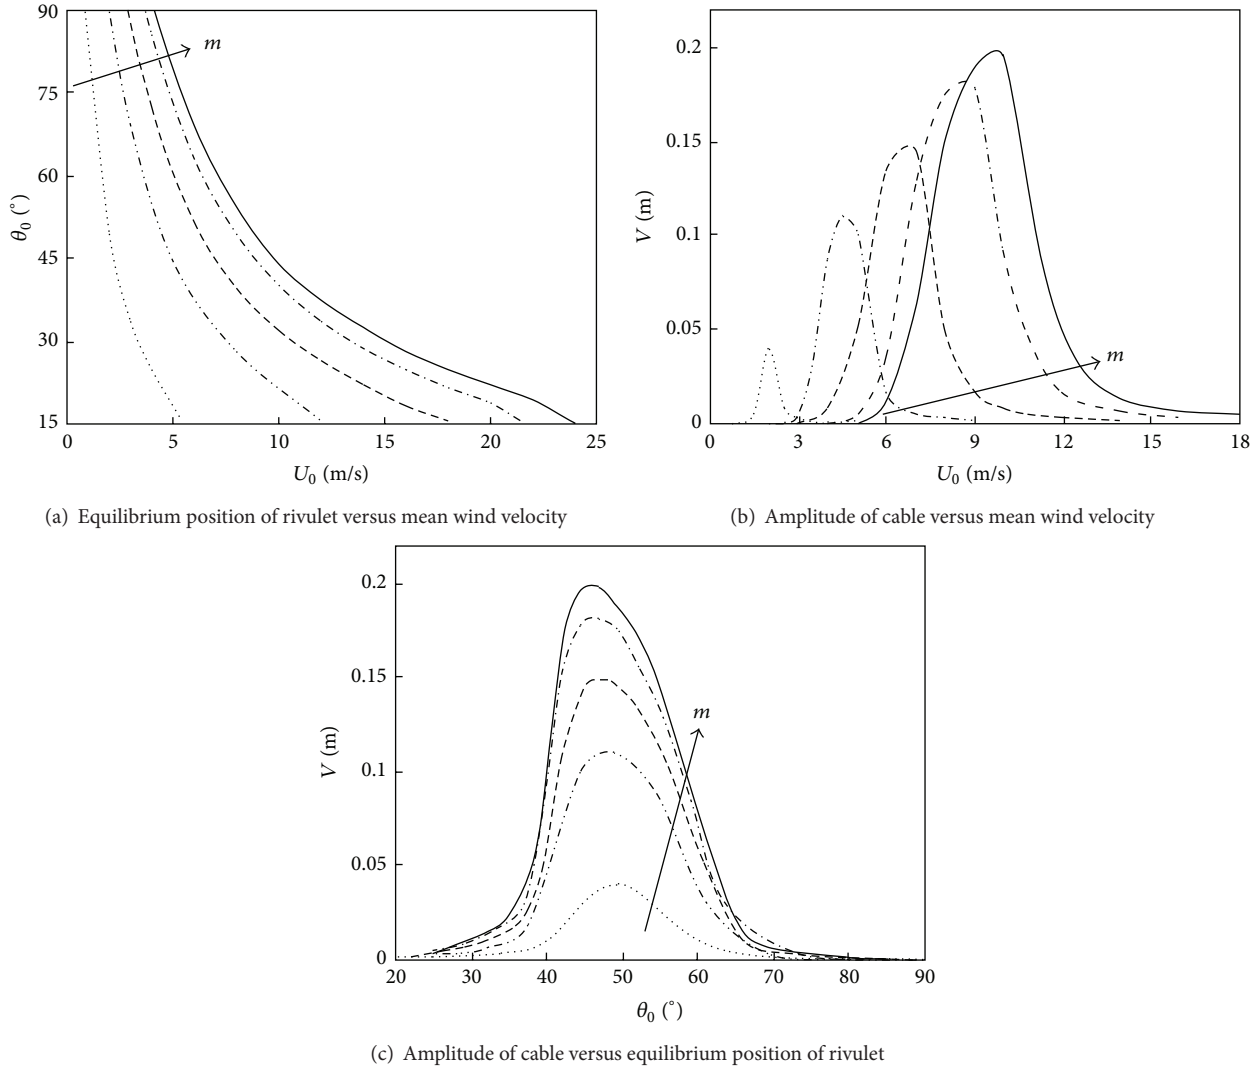 90
75
60
45
30
15
θ₀ (°)
m
0 5 10 15 20 25
U₀ (m/s)
(a) Equilibrium position of rivulet versus mean wind velocity
0.2
0.15
0.1
0.05
0
V (m)
m
0 3 6 9 12 15 18
U₀ (m/s)
(b) Amplitude of cable versus mean wind velocity
0.2
0.15
0.1
0.05
0
V (m)
m
20 30 40 50 60 70 80 90
θ₀ (°)
(c) Amplitude of cable versus equilibrium position of rivulet